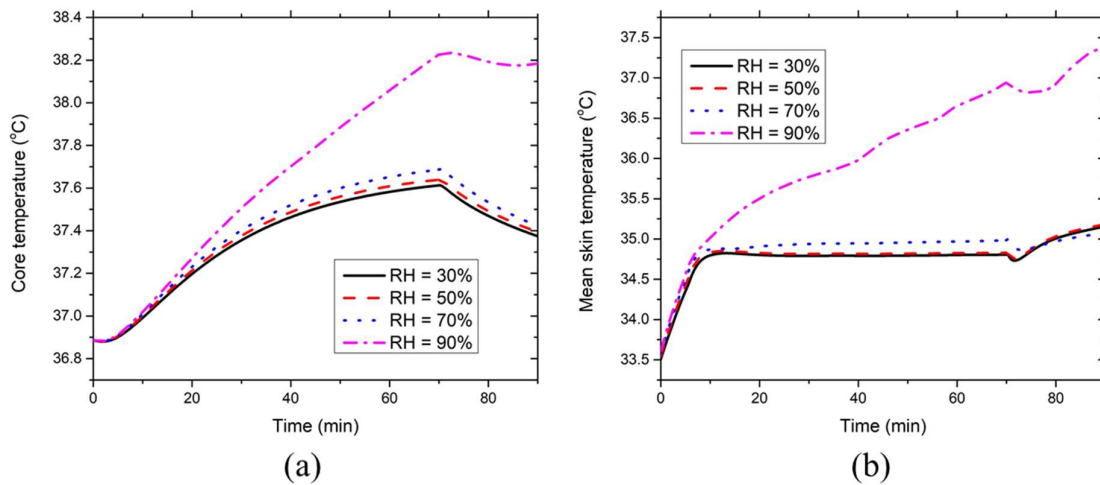 38.4
38.2
38.0
37.8
37.6
37.4
37.2
37.0
36.8
Core temperature (°C)
RH = 30%
RH = 50%
RH = 70%
RH = 90%
0 20 40 60 80
Time (min)
(a)
37.5
37.0
36.5
36.0
35.5
35.0
34.5
34.0
33.5
Mean skin temperature (°C)
RH = 30%
RH = 50%
RH = 70%
RH = 90%
0 20 40 60 80
Time (min)
(b)